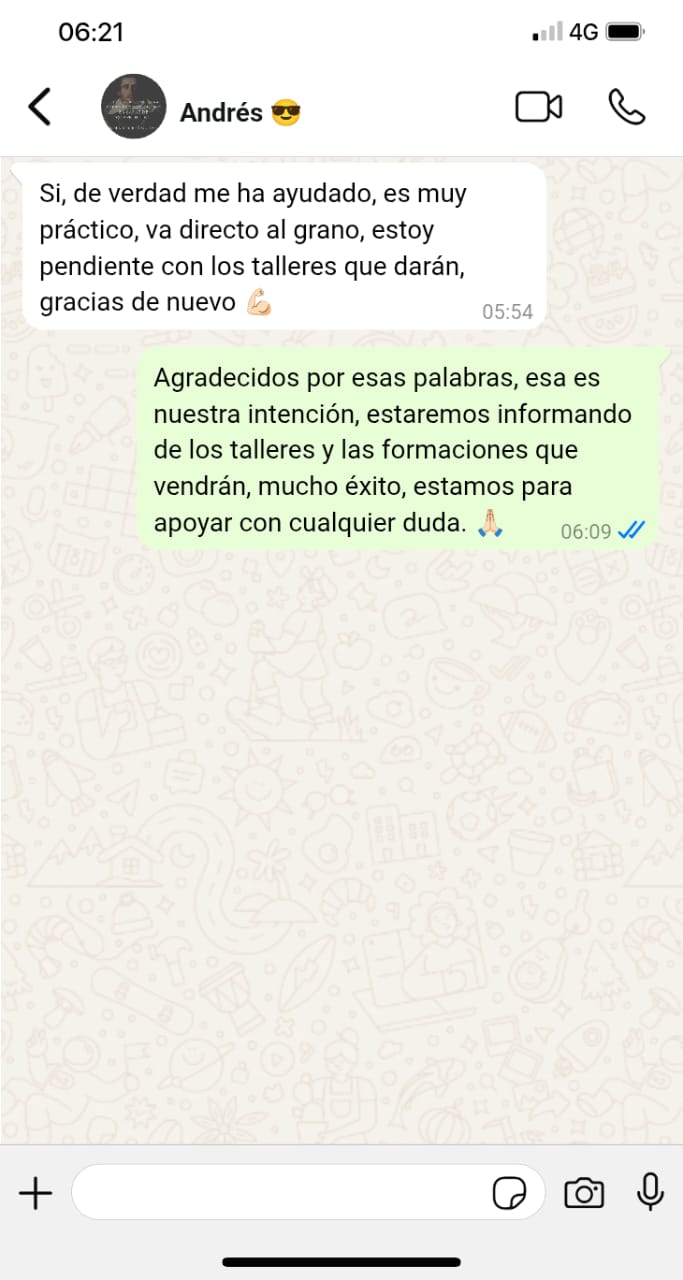 06:21
4G
Andrés 😎
Si, de verdad me ha ayudado, es muy
práctico, va directo al grano, estoy
pendiente con los talleres que darán,
gracias de nuevo 💪🏻
05:54
Agradecidos por esas palabras, esa es
nuestra intención, estaremos informando
de los talleres y las formaciones que
vendrán, mucho éxito, estamos para
apoyar con cualquier duda. 🙏🏻
06:09